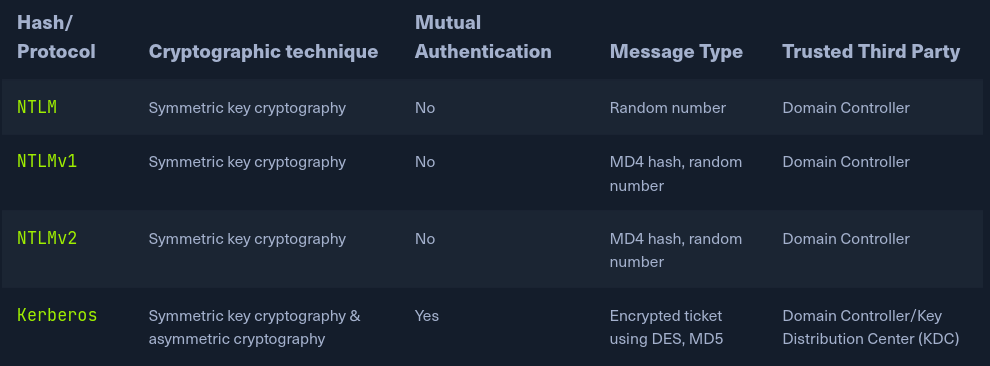 Hash/
Protocol
Cryptographic technique
Mutual
Authentication
Message Type
Trusted Third Party
NTLM
Symmetric key cryptography
No
Random number
Domain Controller
NTLMv1
Symmetric key cryptography
No
MD4 hash, random
number
Domain Controller
NTLMv2
Symmetric key cryptography
No
MD4 hash, random
number
Domain Controller
Kerberos
Symmetric key cryptography &
asymmetric cryptography
Yes
Encrypted ticket
using DES, MD5
Domain Controller/Key
Distribution Center (KDC)